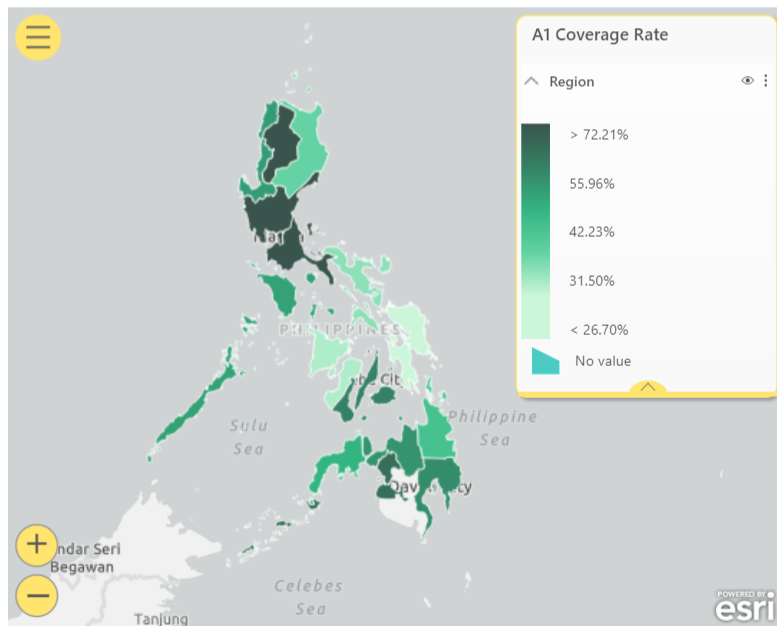 A1 Coverage Rate
Region
> 72.21%
55.96%
42.23%
31.50%
< 26.70%
No value
PHILIPPINES
Philippine
Sea
Sulu
Sea
ndar Seri
Begawan
Celebes
Sea
Tanjung
POWERED BY
esri